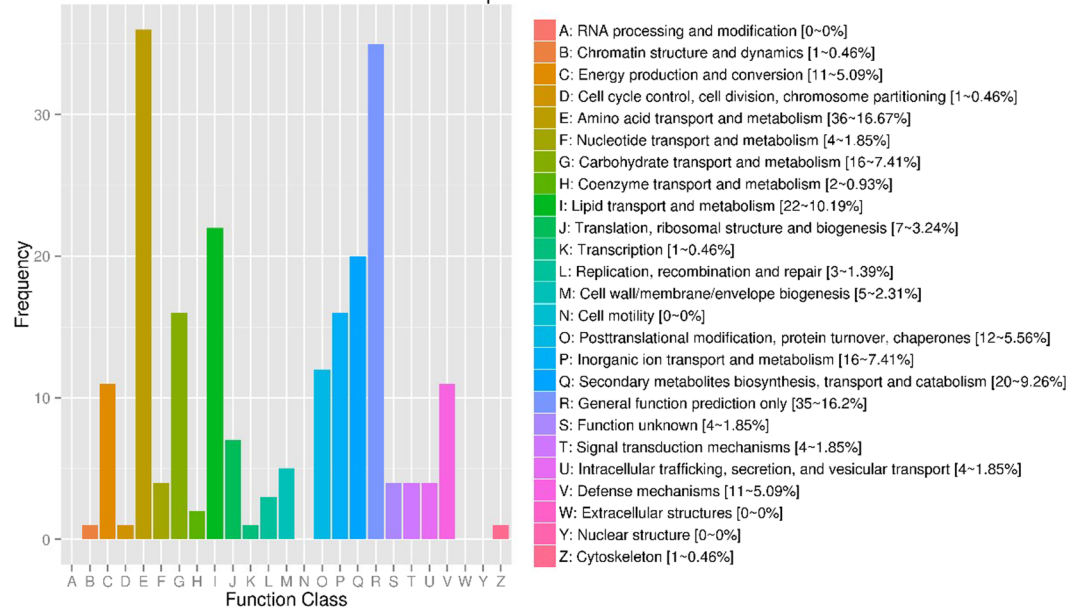 A: RNA processing and modification [0~0%]
B: Chromatin structure and dynamics [1~0.46%]
C: Energy production and conversion [11~5.09%]
D: Cell cycle control, cell division, chromosome partitioning [1~0.46%]
E: Amino acid transport and metabolism [36~16.67%]
F: Nucleotide transport and metabolism [4~1.85%]
G: Carbohydrate transport and metabolism [16~7.41%]
H: Coenzyme transport and metabolism [2~0.93%]
I: Lipid transport and metabolism [22~10.19%]
J: Translation, ribosomal structure and biogenesis [7~3.24%]
K: Transcription [1~0.46%]
L: Replication, recombination and repair [3~1.39%]
M: Cell wall/membrane/envelope biogenesis [5~2.31%]
N: Cell motility [0~0%]
O: Posttranslational modification, protein turnover, chaperones [12~5.56%]
P: Inorganic ion transport and metabolism [16~7.41%]
Q: Secondary metabolites biosynthesis, transport and catabolism [20~9.26%]
R: General function prediction only [35~16.2%]
S: Function unknown [4~1.85%]
T: Signal transduction mechanisms [4~1.85%]
U: Intracellular trafficking, secretion, and vesicular transport [4~1.85%]
V: Defense mechanisms [11~5.09%]
W: Extracellular structures [0~0%]
Y: Nuclear structure [0~0%]
Z: Cytoskeleton [1~0.46%]
Frequency
30
20
10
0
A B C D E F G H I J K L M N O P Q R S T U V W Y Z
Function Class